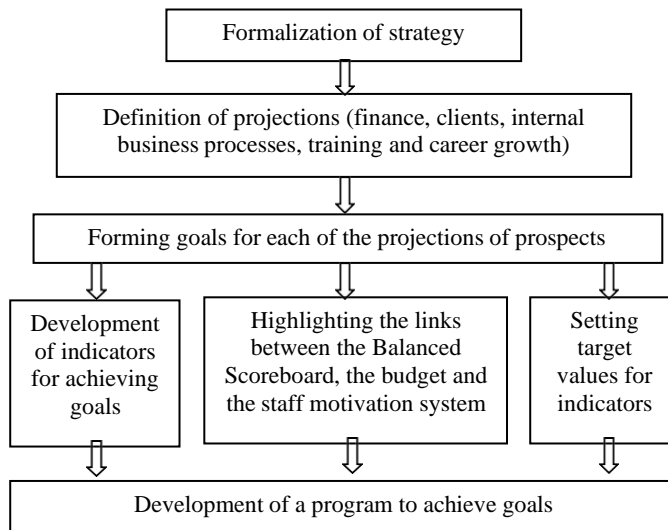 Formalization of strategy
Definition of projections (finance, clients, internal
business processes, training and career growth)
Forming goals for each of the projections of prospects
Development
of indicators
for achieving
goals
Highlighting the links
between the Balanced
Scoreboard, the budget and
the staff motivation system
Setting
target
values for
indicators
Development of a program to achieve goals